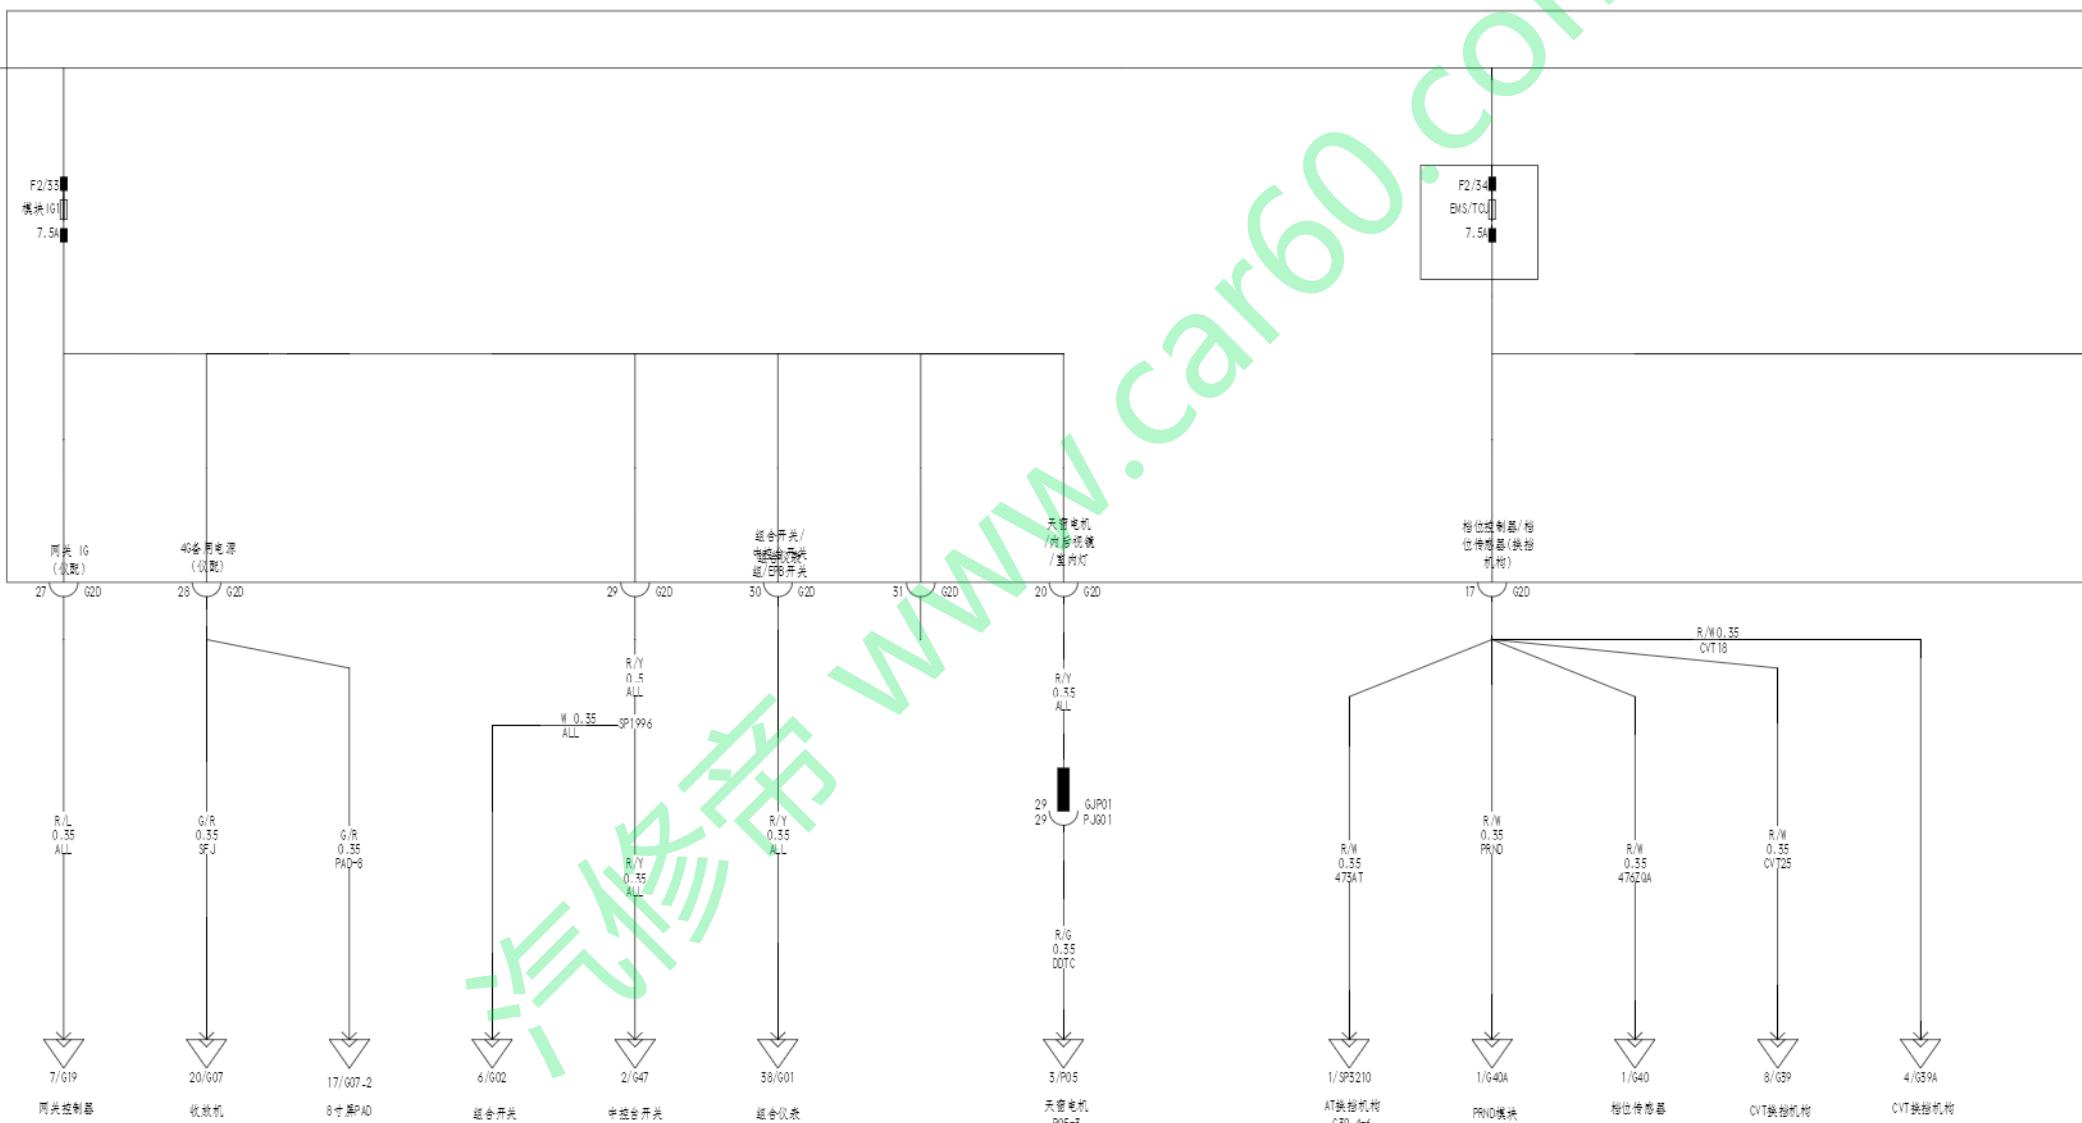 F2/33
模块IG1
7.5A
F2/34
EMS/TCU
7.5A
网关 IG
(仪配)
4G备用电源
(仪配)
组合开关/
组/EPB开关
天窗电机
/内后视镜
/室内灯
档位控制器/档
位传感器(换挡
机构)
27 G2D
28 G2D
29 G2D
30 G2D
31 G2D
20 G2D
17 G2D
R/Y
0.5
ALL
W 0.35
ALL
SP1996
R/Y
0.35
ALL
R/W0.35
CVT18
29 GJP01
29 PJG01
R/L
0.35
ALL
G/R
0.35
SFJ
G/R
0.35
PAD-8
R/Y
0.35
ALL
R/Y
0.35
ALL
R/G
0.35
DDTC
R/W
0.35
473AT
R/W
0.35
PRND
R/W
0.35
476ZQA
R/W
0.35
CVT25
7/G19
网关控制器
20/G07
收放机
17/G07-2
8寸屏PAD
6/G02
组合开关
2/G47
中控台开关
38/G01
组合仪表
3/P05
天窗电机
P05-3
1/SP3210
AT换挡机构
G39 4-6
1/G40A
PRND模块
1/G40
档位传感器
8/G39
CVT换挡机构
4/G39A
CVT换挡机构
汽修帝 www.car60.com